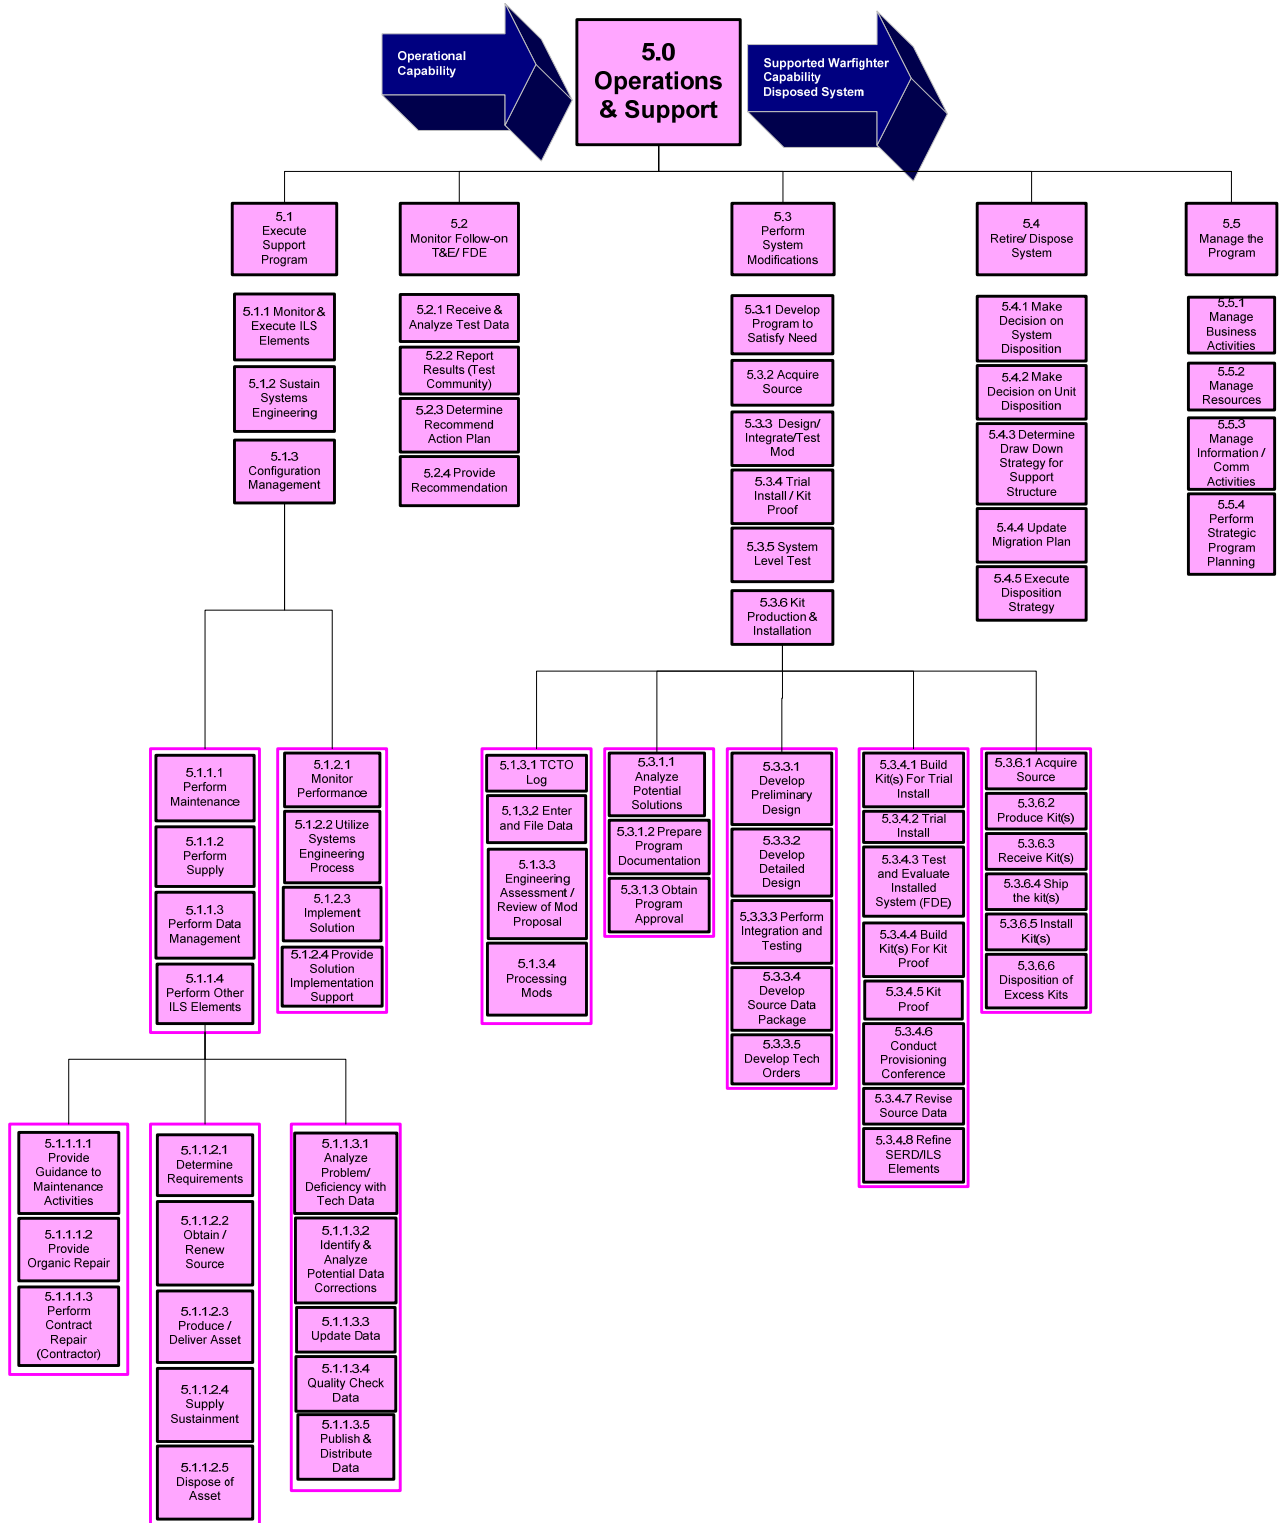 Operational
Capability
5.0
Operations
& Support
Supported Warfighter
Capability
Disposed System
5.1
Execute
Support
Program
5.2
Monitor Follow-on
T&E/ FDE
5.3
Perform
System
Modifications
5.4
Retire/ Dispose
System
5.5
Manage the
Program
5.1.1 Monitor &
Execute ILS
Elements
5.1.2 Sustain
Systems
Engineering
5.1.3
Configuration
Management
5.2.1 Receive &
Analyze Test Data
5.2.2 Report
Results (Test
Community)
5.2.3 Determine
Recommend
Action Plan
5.2.4 Provide
Recommendation
5.3.1 Develop
Program to
Satisfy Need
5.3.2 Acquire
Source
5.3.3 Design/
Integrate/Test
Mod
5.3.4 Trial
Install / Kit
Proof
5.3.5 System
Level Test
5.3.6 Kit
Production &
Installation
5.4.1 Make
Decision on
System
Disposition
5.4.2 Make
Decision on Unit
Disposition
5.4.3 Determine
Draw Down
Strategy for
Support
Structure
5.4.4 Update
Migration Plan
5.4.5 Execute
Disposition
Strategy
5.5.1
Manage
Business
Activities
5.5.2
Manage
Resources
5.5.3
Manage
Information /
Comm
Activities
5.5.4
Perform
Strategic
Program
Planning
5.1.1.1
Perform
Maintenance
5.1.1.2
Perform
Supply
5.1.1.3
Perform Data
Management
5.1.1.4
Perform Other
ILS Elements
5.1.2.1
Monitor
Performance
5.1.2.2 Utilize
Systems
Engineering
Process
5.1.2.3
Implement
Solution
5.1.2.4 Provide
Solution
Implementation
Support
5.1.3.1 TCTO
Log
5.1.3.2 Enter
and File Data
5.1.3.3
Engineering
Assessment /
Review of Mod
Proposal
5.1.3.4
Processing
Mods
5.3.1.1
Analyze
Potential
Solutions
5.3.1.2 Prepare
Program
Documentation
5.3.1.3 Obtain
Program
Approval
5.3.3.1
Develop
Preliminary
Design
5.3.3.2
Develop
Detailed
Design
5.3.3.3 Perform
Integration and
Testing
5.3.3.4
Develop
Source Data
Package
5.3.3.5
Develop Tech
Orders
5.3.4.1 Build
Kit(s) For Trial
Install
5.3.4.2 Trial
Install
5.3.4.3 Test
and Evaluate
Installed
System (FDE)
5.3.4.4 Build
Kit(s) For Kit
Proof
5.3.4.5 Kit
Proof
5.3.4.6
Conduct
Provisioning
Conference
5.3.4.7 Revise
Source Data
5.3.4.8 Refine
SERD/ILS
Elements
5.3.6.1 Acquire
Source
5.3.6.2
Produce Kit(s)
5.3.6.3
Receive Kit(s)
5.3.6.4 Ship
the kit(s)
5.3.6.5 Install
Kit(s)
5.3.6.6
Disposition of
Excess Kits
5.1.1.1.1
Provide
Guidance to
Maintenance
Activities
5.1.1.1.2
Provide
Organic Repair
5.1.1.1.3
Perform
Contract
Repair
(Contractor)
5.1.1.2.1
Determine
Requirements
5.1.1.2.2
Obtain /
Renew
Source
5.1.1.2.3
Produce /
Deliver Asset
5.1.1.2.4
Supply
Sustainment
5.1.1.2.5
Dispose of
Asset
5.1.1.3.1
Analyze
Problem/
Deficiency with
Tech Data
5.1.1.3.2
Identify &
Analyze
Potential Data
Corrections
5.1.1.3.3
Update Data
5.1.1.3.4
Quality Check
Data
5.1.1.3.5
Publish &
Distribute
Data